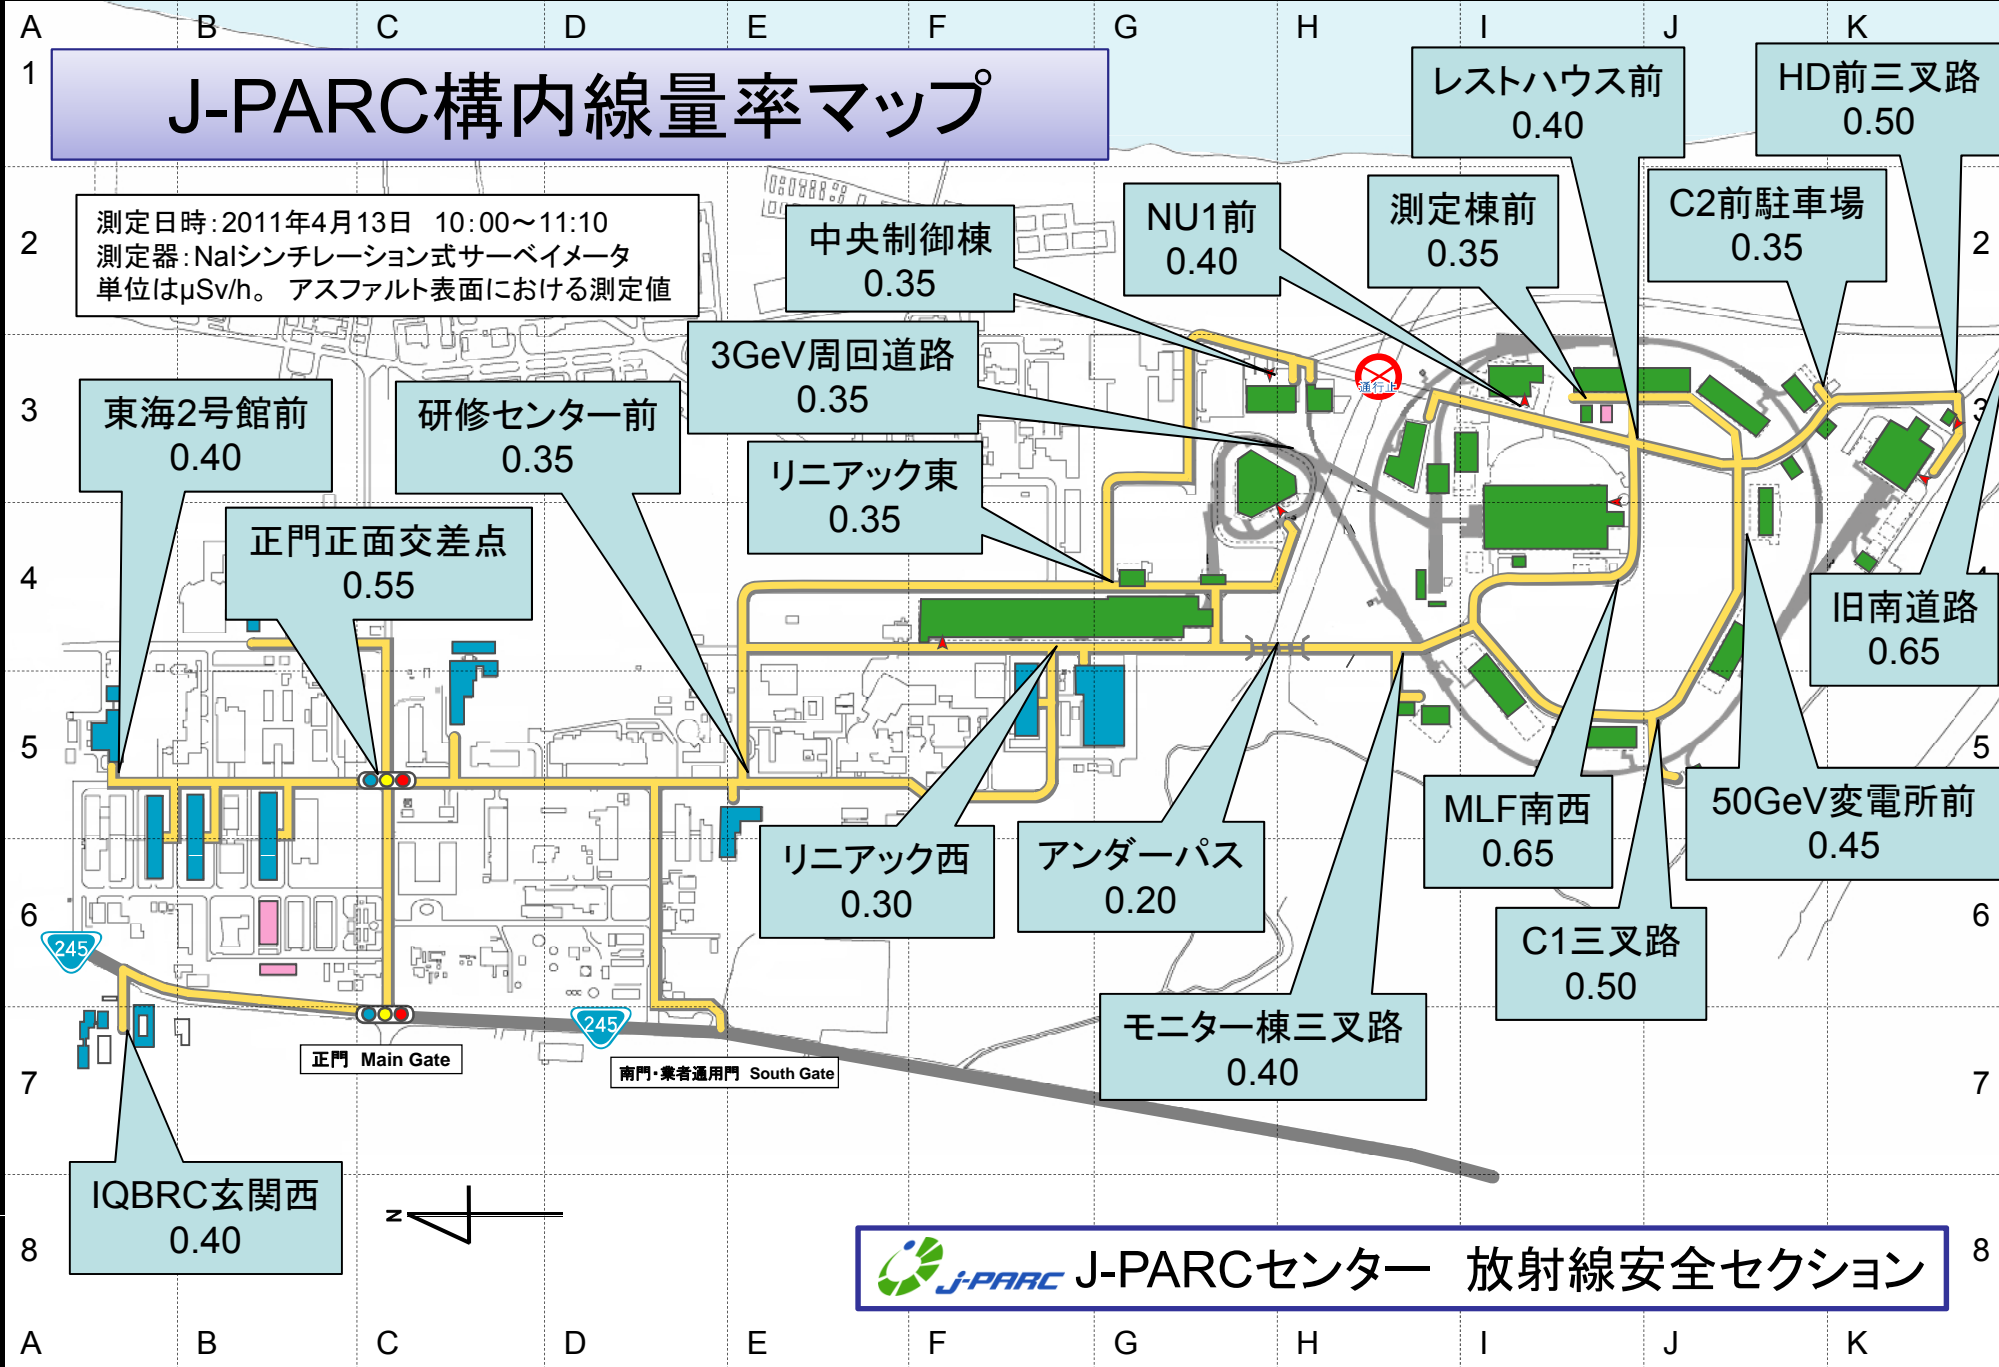 A B C D E F G H I J K
1
J-PARC構内線量率マップ
レストハウス前
0.40
HD前三叉路
0.50
2
測定日時:2011年4月13日 10:00～11:10
測定器:NaIシンチレーション式サーベイメータ
単位はμSv/h。 アスファルト表面における測定値
中央制御棟
0.35
NU1前
0.40
測定棟前
0.35
C2前駐車場
0.35
2
3
東海2号館前
0.40
研修センター前
0.35
3GeV周回道路
0.35
通行止
3
リニアック東
0.35
4
正門正面交差点
0.55
旧南道路
0.65
5
5
リニアック西
0.30
アンダーパス
0.20
MLF南西
0.65
50GeV変電所前
0.45
6
C1三叉路
0.50
6
245
245
モニター棟三叉路
0.40
正門 Main Gate
南門・業者通用門 South Gate
7
7
IQBRC玄関西
0.40
N
8
J-PARC J-PARCセンター 放射線安全セクション
8
A B C D E F G H I J K